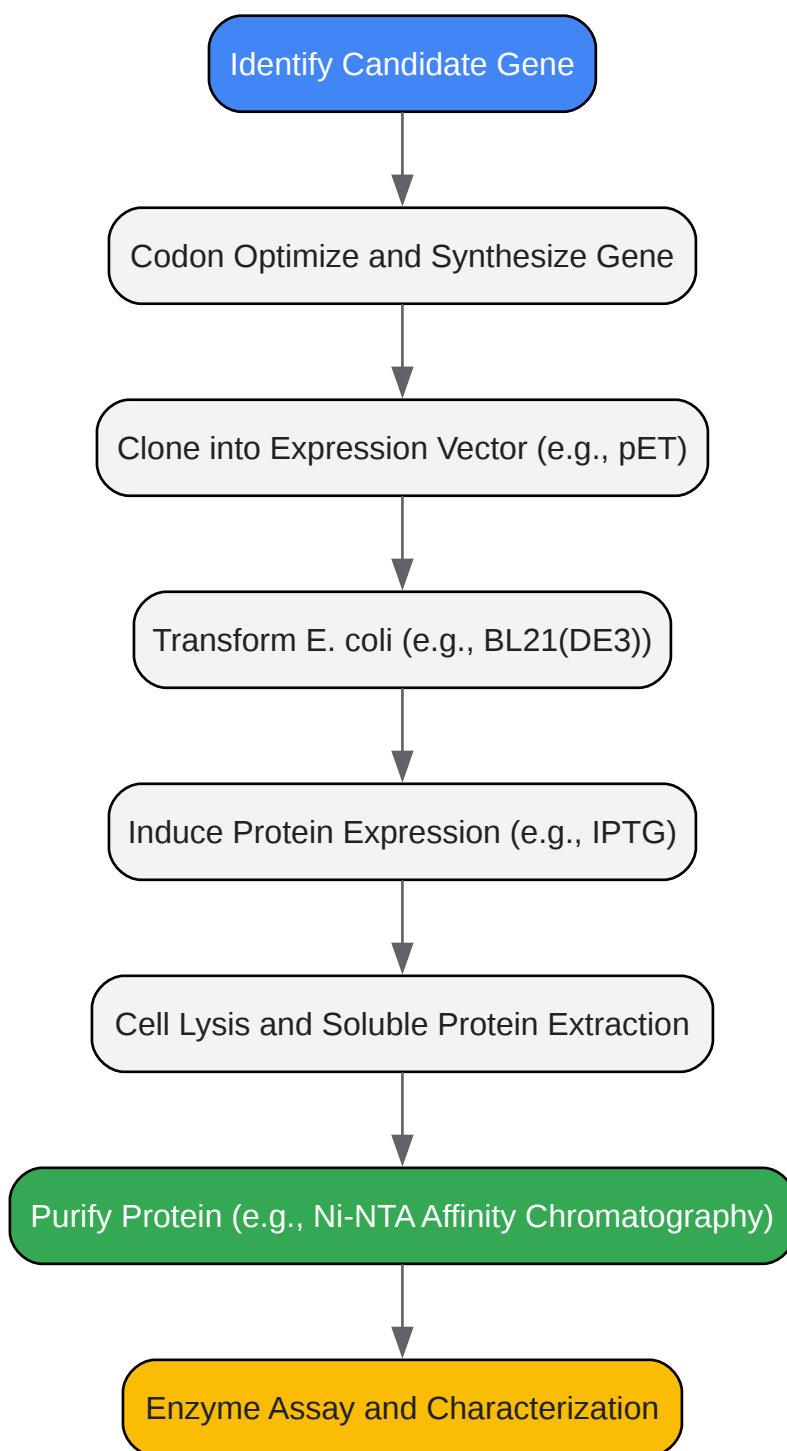 Identify Candidate Gene
Codon Optimize and Synthesize Gene
Clone into Expression Vector (e.g., pET)
Transform E. coli (e.g., BL21(DE3))
Induce Protein Expression (e.g., IPTG)
Cell Lysis and Soluble Protein Extraction
Purify Protein (e.g., Ni-NTA Affinity Chromatography)
Enzyme Assay and Characterization